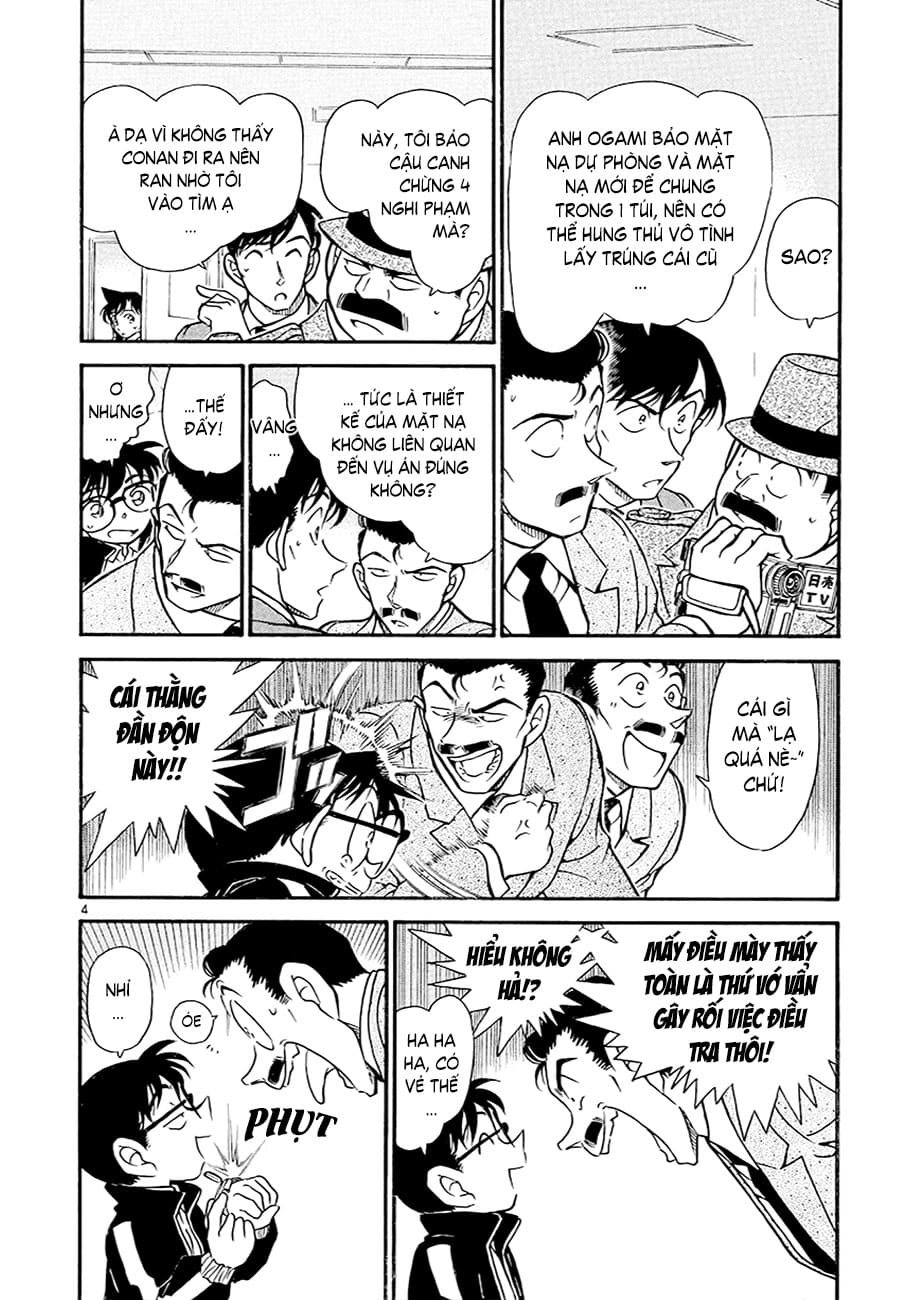 SAO?
ANH OGAMI BẢO MẶT
NẠ DỰ PHÒNG VÀ MẶT
NẠ MỚI ĐỂ CHUNG
TRONG 1 TÚI, NÊN CÓ
THỂ HUNG THỦ VÔ TÌNH
LẤY TRÚNG CÁI CŨ
...
日売
TV
NÀY, TÔI BẢO
CẬU CANH
CHỪNG 4
NGHI PHẠM
MÀ?
À DẠ VÌ KHÔNG THẤY
CONAN ĐI RA NÊN
RAN NHỜ TÔI
VÀO TÌM Ạ
...
... TỨC LÀ THIẾT
KẾ CỦA MẶT NẠ
KHÔNG LIÊN QUAN
ĐẾN VỤ ÁN ĐÚNG
KHÔNG?
VÂNG
...
...THẾ
ĐẤY!
Ơ
NHƯNG
...
CÁI GÌ
MÀ “LẠ
QUÁ NÈ~”
CHỨ!
CÁI THẰNG
ĐẦN ĐỘN
NÀY!!
ゴッ
4
MẤY ĐIỀU MÀY THẤY
TOÀN LÀ THỨ VỚ VẨN
GÂY RỐI VIỆC ĐIỀU
TRA THÔI!
HIỂU KHÔNG
HẢ!?
HA HA
HA, CÓ
VẺ THẾ
...
ÓE
NHỈ
...
PHỤT